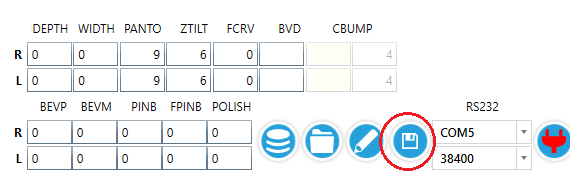 DEPTH WIDTH PANTO ZTILT FCRV BVD CBUMP
R 0 0 9 6 0 4
L 0 0 9 6 0 4
BEVP BEVM PINB FPINB POLISH RS232
R 0 0 0 0 0 COM5
L 0 0 0 0 0 38400